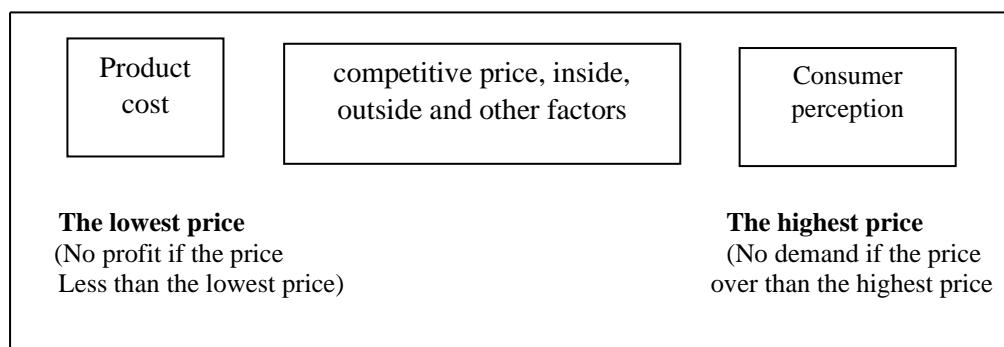 Product
cost
competitive price, inside,
outside and other factors
Consumer
perception
The lowest price
(No profit if the price
Less than the lowest price)
The highest price
(No demand if the price
over than the highest price